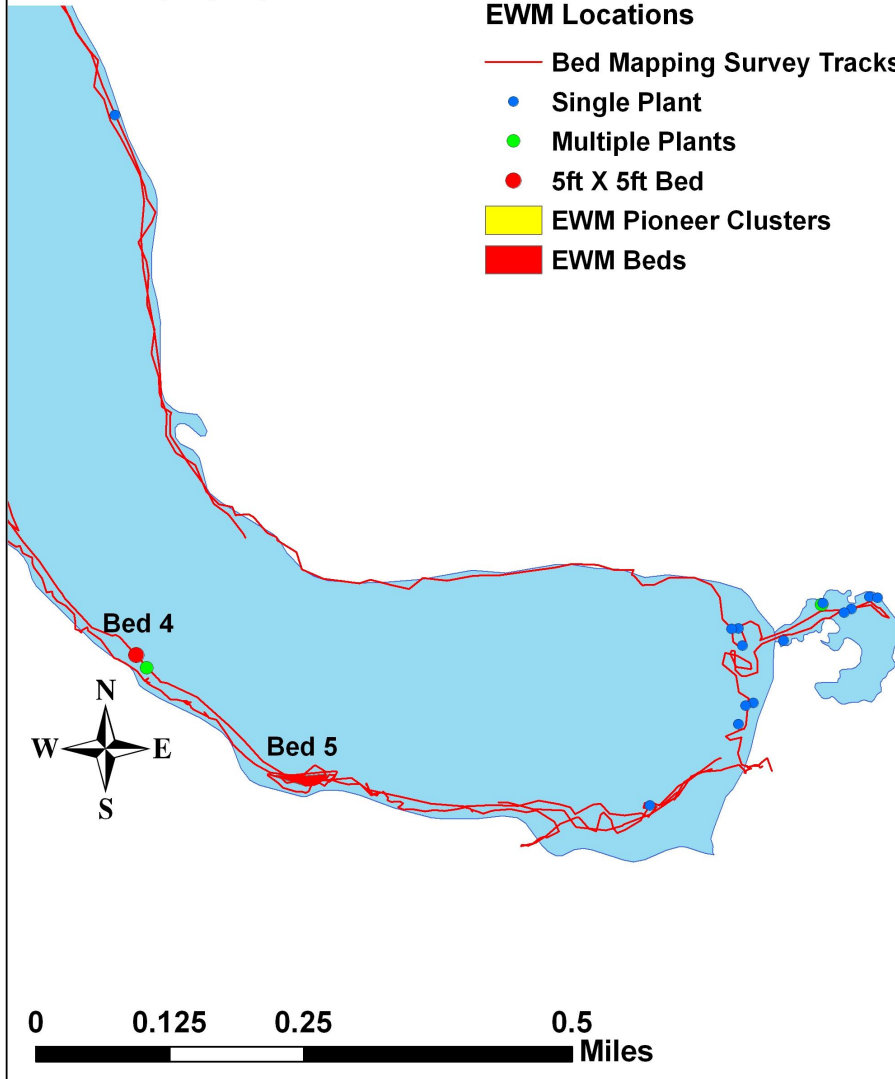 EWM Locations
Bed Mapping Survey Tracks
Single Plant
Multiple Plants
5ft X 5ft Bed
EWM Pioneer Clusters
EWM Beds
Bed 4
N
W E
S
Bed 5
0 0.125 0.25 0.5
Miles